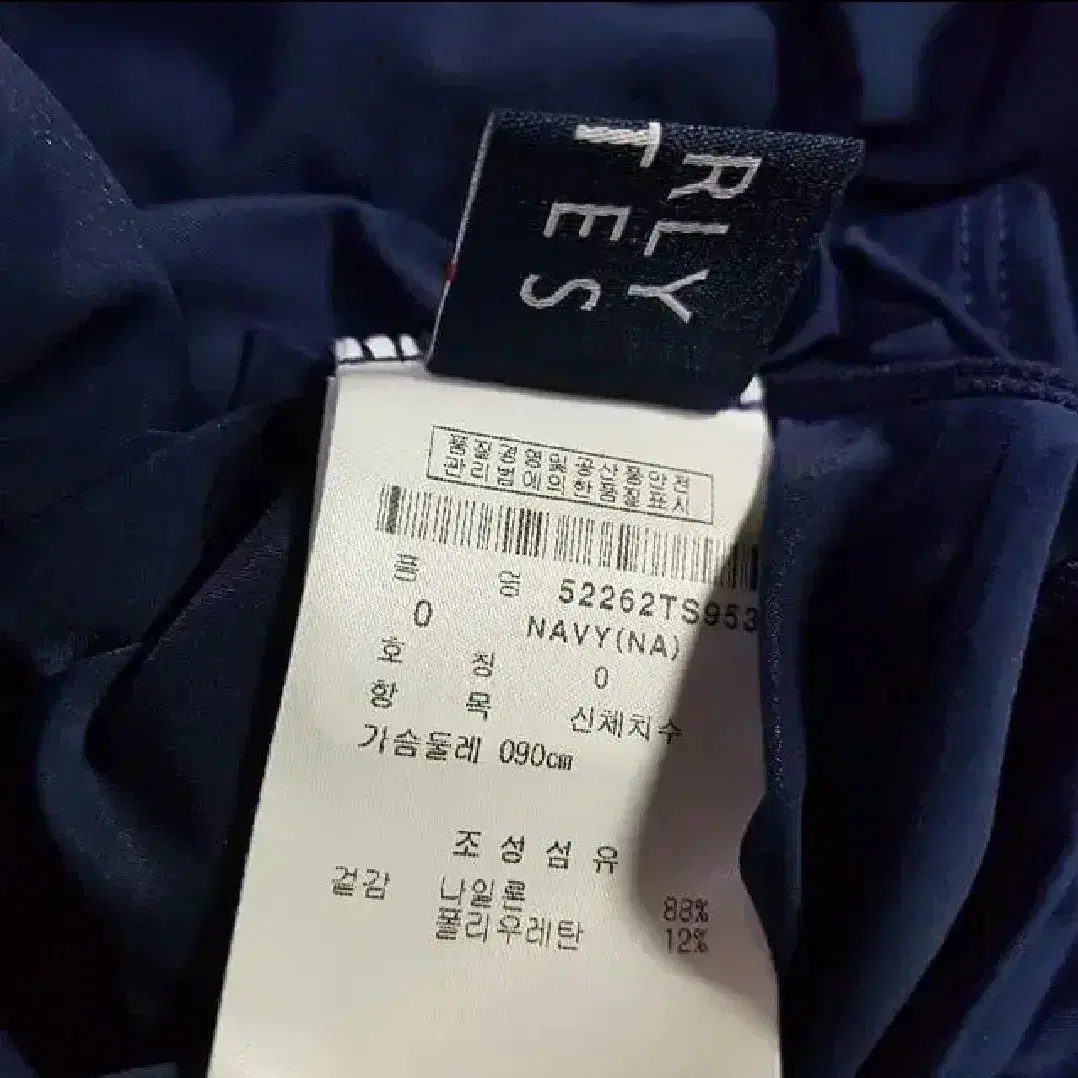 RLY
TES
품질경영및공산품안전
관리법에의한품질표시
품 명 52262TS953
0 NAVY(NA)
호 칭 0
항 목 신체치수
가슴둘레 090㎝
조성섬유
겉감 나일론 88%
폴리우레탄 12%